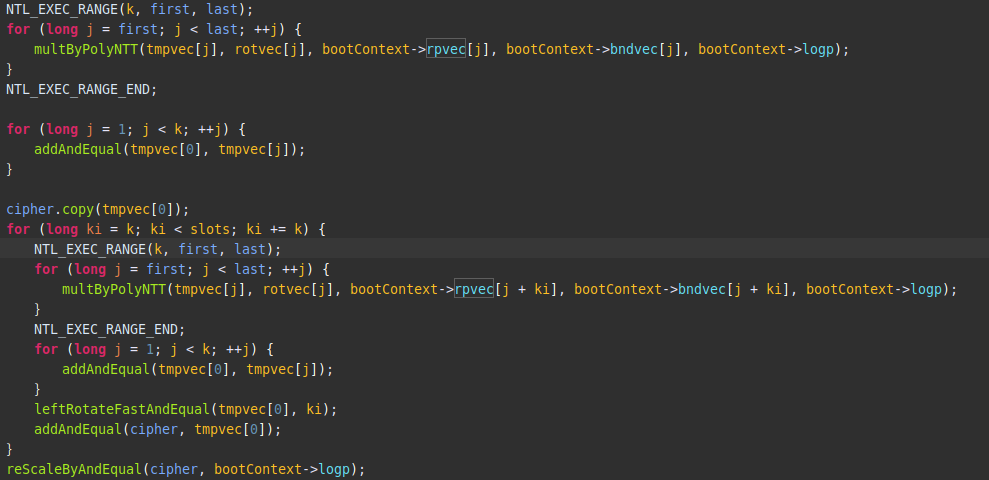 NTL_EXEC_RANGE(k, first, last);
for (long j = first; j < last; ++j) {
    multByPolyNTT(tmpvec[j], rotvec[j], bootContext->rpvec[j], bootContext->bndvec[j], bootContext->logp);
}
NTL_EXEC_RANGE_END;

for (long j = 1; j < k; ++j) {
    addAndEqual(tmpvec[0], tmpvec[j]);
}

cipher.copy(tmpvec[0]);
for (long ki = k; ki < slots; ki += k) {
    NTL_EXEC_RANGE(k, first, last);
    for (long j = first; j < last; ++j) {
        multByPolyNTT(tmpvec[j], rotvec[j], bootContext->rpvec[j + ki], bootContext->bndvec[j + ki], bootContext->logp);
    }
    NTL_EXEC_RANGE_END;
    for (long j = 1; j < k; ++j) {
        addAndEqual(tmpvec[0], tmpvec[j]);
    }
    leftRotateFastAndEqual(tmpvec[0], ki);
    addAndEqual(cipher, tmpvec[0]);
}
reScaleByAndEqual(cipher, bootContext->logp);